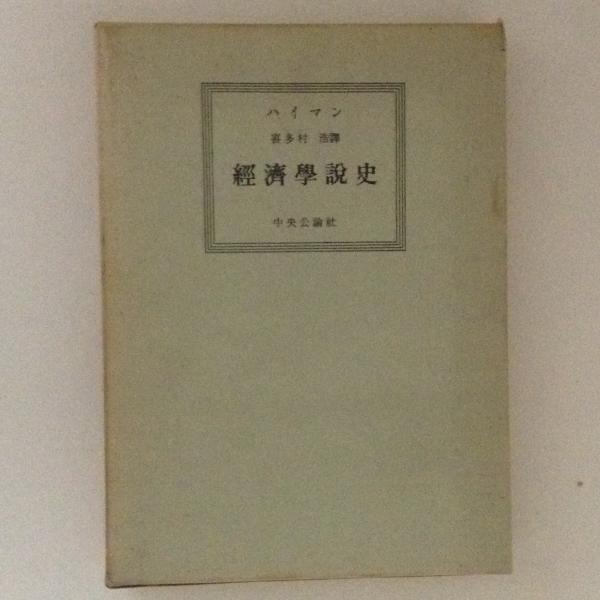 ハイマン
喜多村 浩譯
經濟學說史
中央公論社